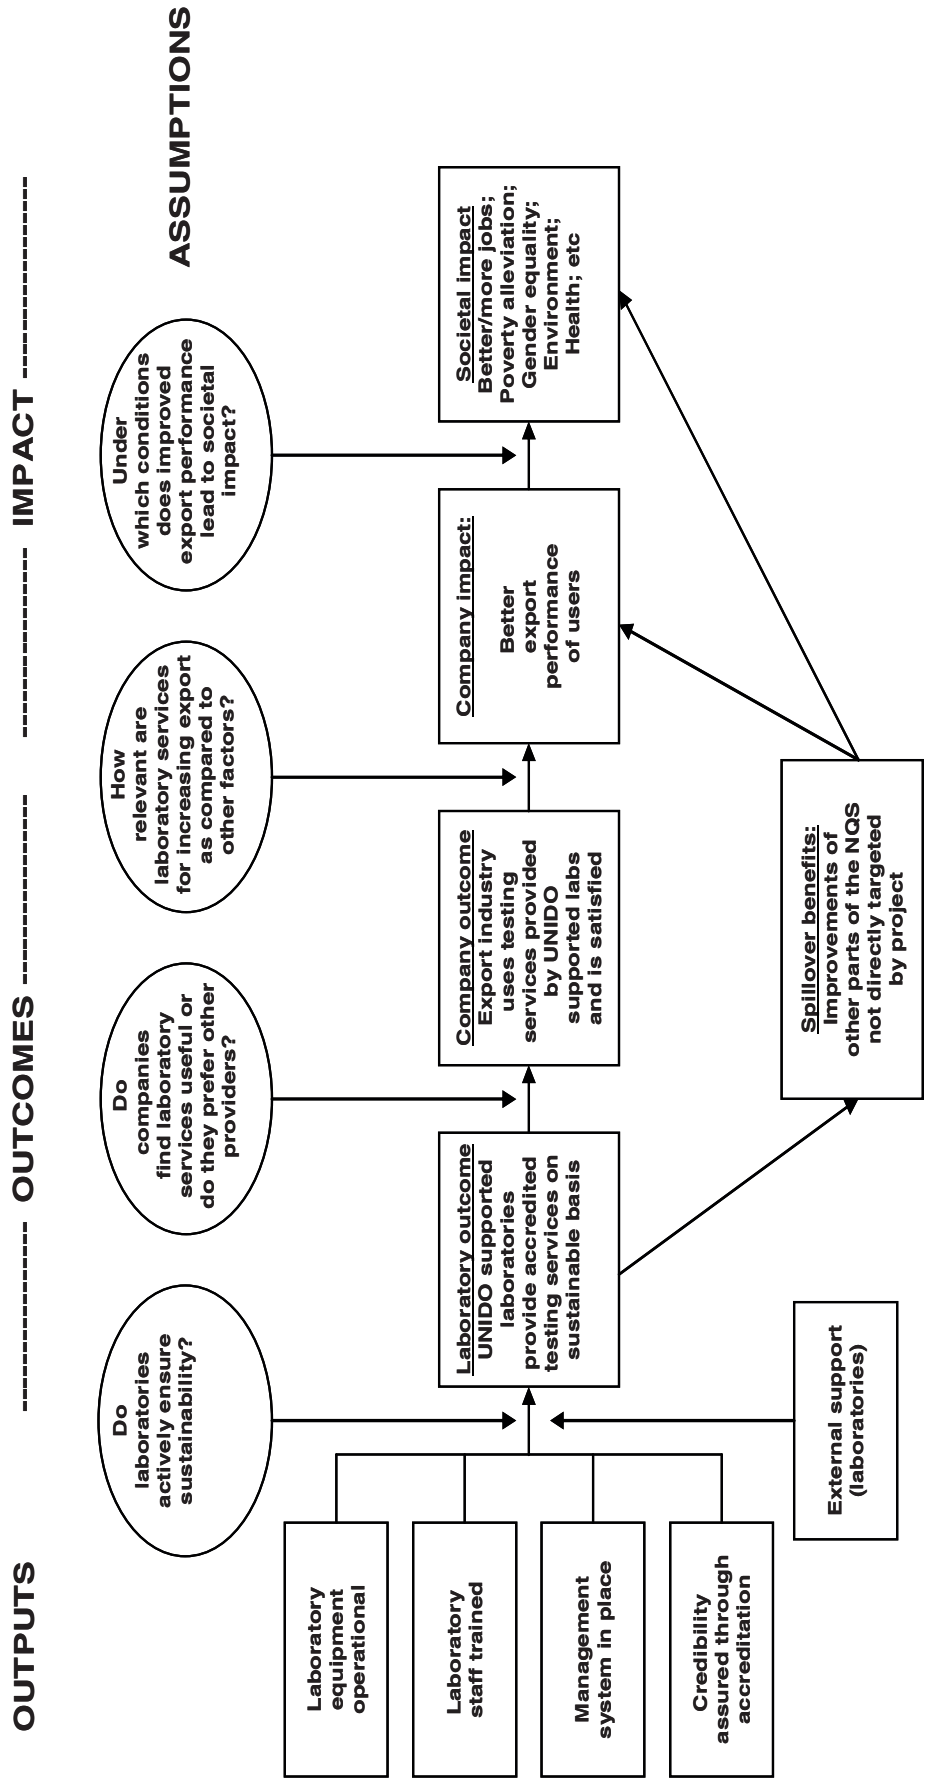 OUTPUTS ------------- OUTCOMES ------------- ------------- IMPACT -------------
ASSUMPTIONS
Do
laboratories
actively ensure
sustainability?
Do
companies
find laboratory
services useful or
do they prefer other
providers?
How
relevant are
laboratory services
for increasing export
as compared to
other factors?
Under
which conditions
does improved
export performance
lead to societal
impact?
Laboratory
equipment
operational
Laboratory
staff trained
Management
system in place
Credibility
assured through
accreditation
Laboratory outcome
UNIDO supported
laboratories
provide accredited
testing services on
sustainable basis
Company outcome
Export industry
uses testing
services provided
by UNIDO
supported labs
and is satisfied
Company impact:
Better
export
performance
of users
Societal impact
Better/more jobs;
Poverty alleviation;
Gender equality;
Environment;
Health; etc
External support
(laboratories)
Spillover benefits:
Improvements of
other parts of the NQS
not directly targeted
by project